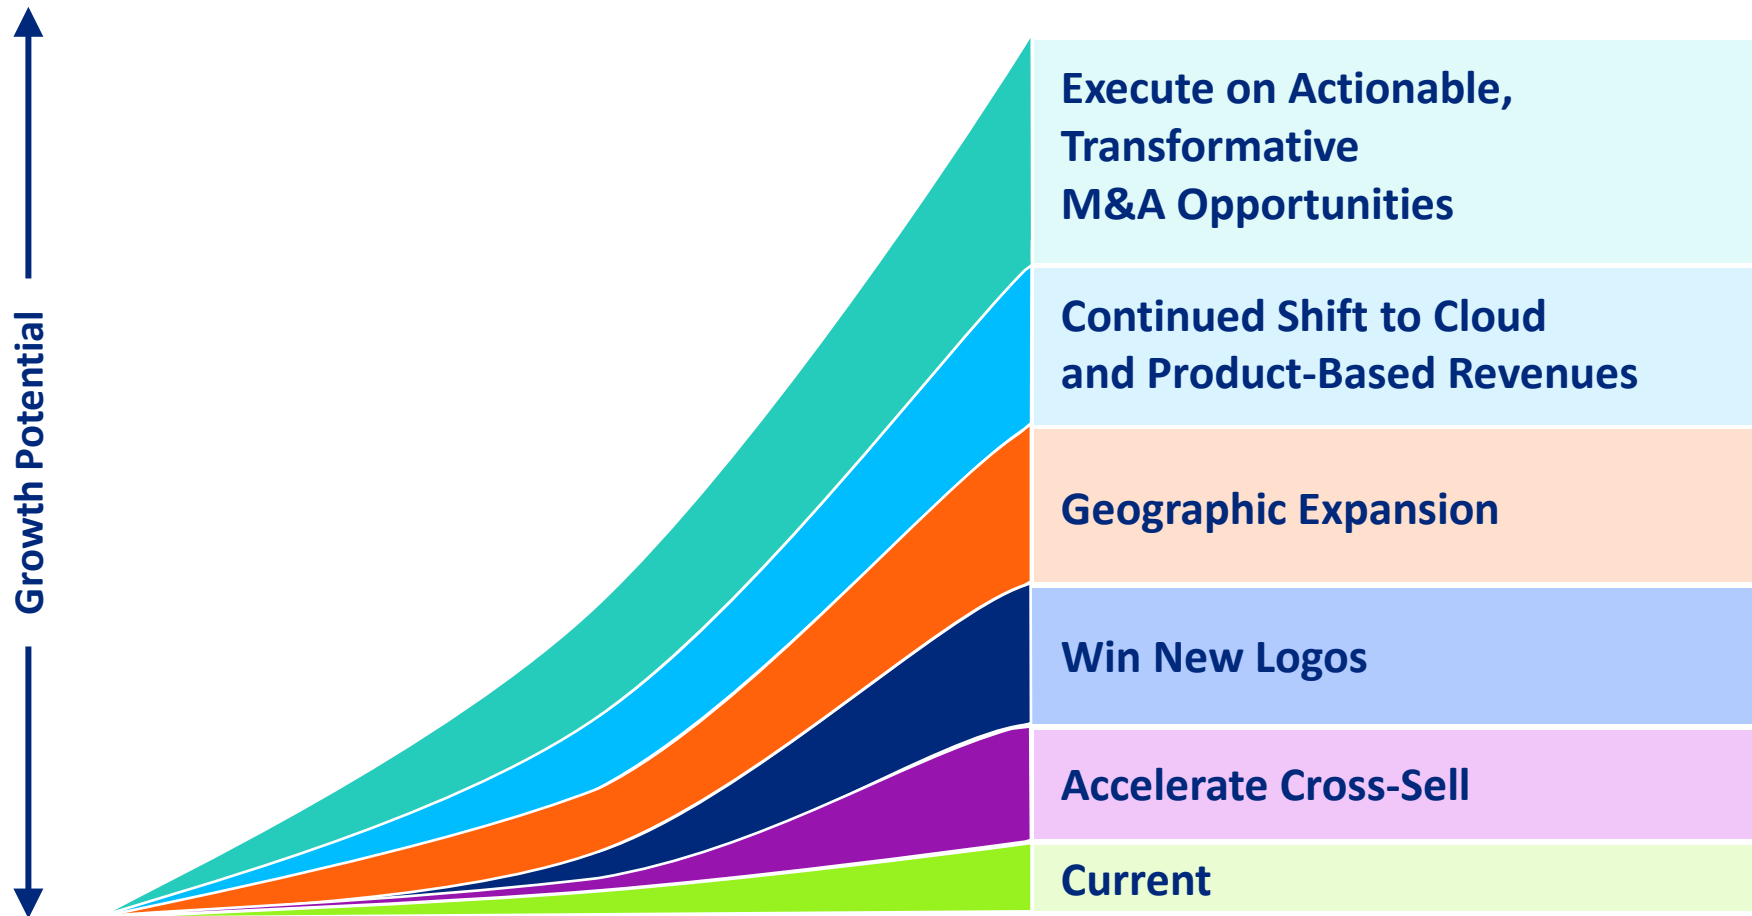 Growth Potential
Execute on Actionable,
Transformative
M&A Opportunities
Continued Shift to Cloud
and Product-Based Revenues
Geographic Expansion
Win New Logos
Accelerate Cross-Sell
Current